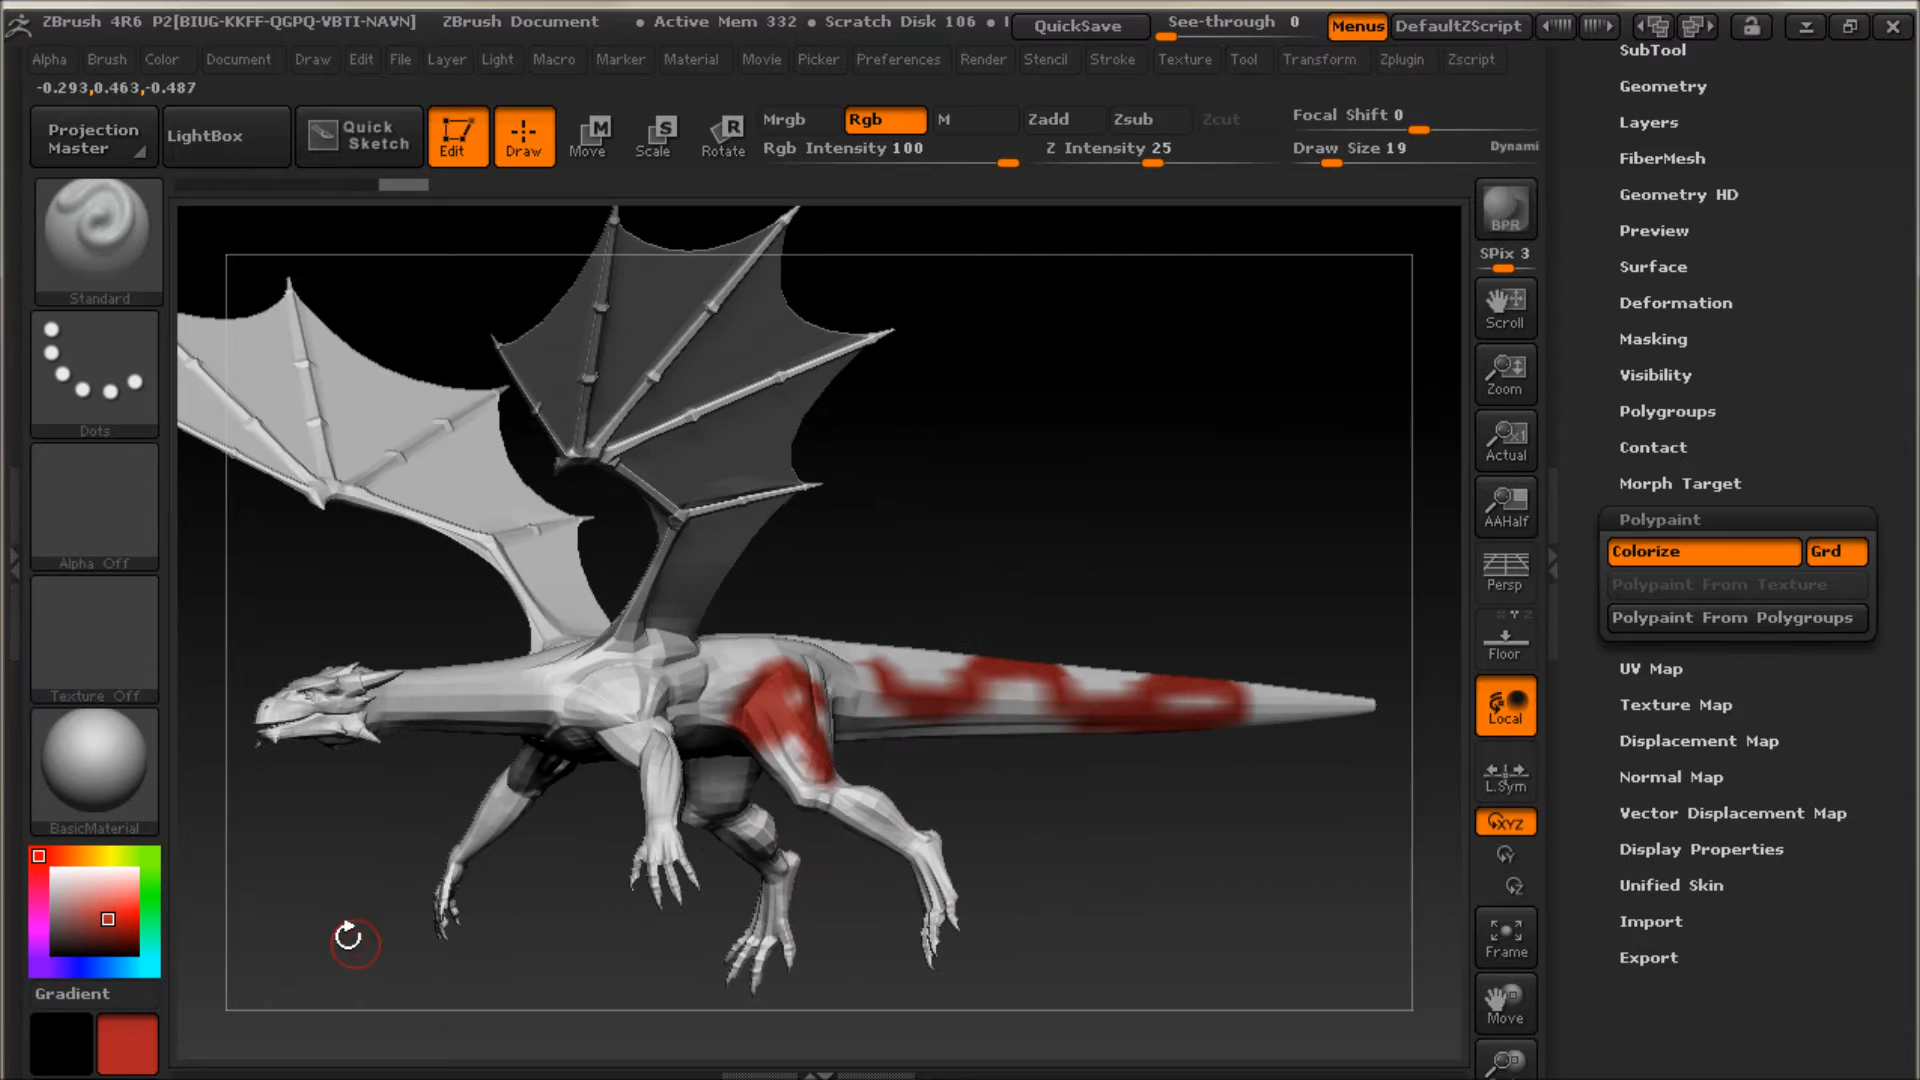 ZBrush 4R6 P2[BIUG-KKFF-QGPQ-VBTI-NAVN] ZBrush Document • Active Mem 332 • Scratch Disk 106 •
QuickSave
See-through 0
Menus
DefaultZScript
Alpha Brush Color Document Draw Edit File Layer Light Macro Marker Material Movie Picker Preferences Render Stencil Stroke Texture Tool Transform Zplugin Zscript
-0.293,0.463,-0.487
Projection
Master
LightBox
Quick
Sketch
Edit
Draw
M
Move
S
Scale
R
Rotate
Mrgb
Rgb
M
Zadd
Zsub
Zcut
Rgb Intensity 100
Z Intensity 25
Focal Shift 0
Draw Size 19
Dynami
Standard
Dots
Alpha Off
Texture Off
BasicMaterial
Gradient
BPR
SPix 3
Scroll
Zoom
x1
Actual
AAHalf
Persp
Floor
Local
L.Sym
XYZ
Y
Z
Frame
Move
SubTool
Geometry
Layers
FiberMesh
Geometry HD
Preview
Surface
Deformation
Masking
Visibility
Polygroups
Contact
Morph Target
Polypaint
Colorize
Grd
Polypaint From Texture
Polypaint From Polygroups
UV Map
Texture Map
Displacement Map
Normal Map
Vector Displacement Map
Display Properties
Unified Skin
Import
Export